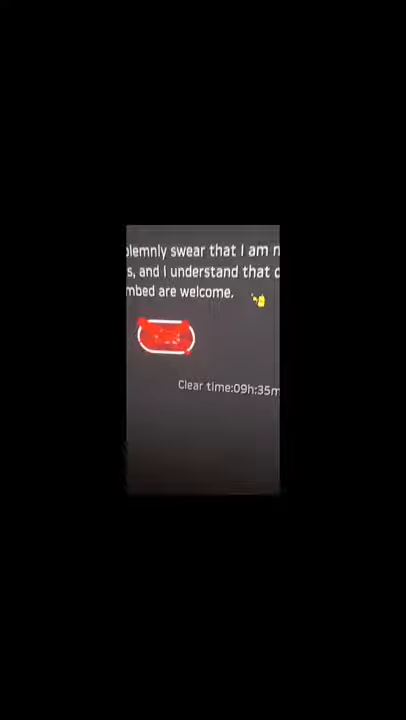 olemnly swear that I am n
s, and I understand that c
mbed are welcome.
Clear time:09h:35m